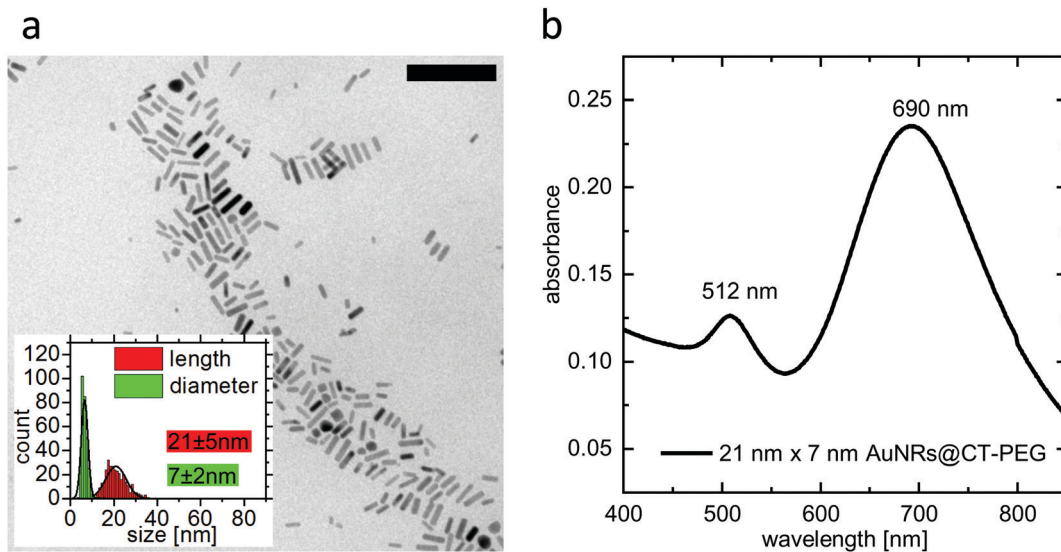 a
b
120
100
80
60
40
20
0
count
length
diameter
21±5nm
7±2nm
0 20 40 60 80
size [nm]
0.25
0.20
0.15
0.10
0.05
absorbance
690 nm
512 nm
21 nm x 7 nm AuNRs@CT-PEG
400 500 600 700 800
wavelength [nm]